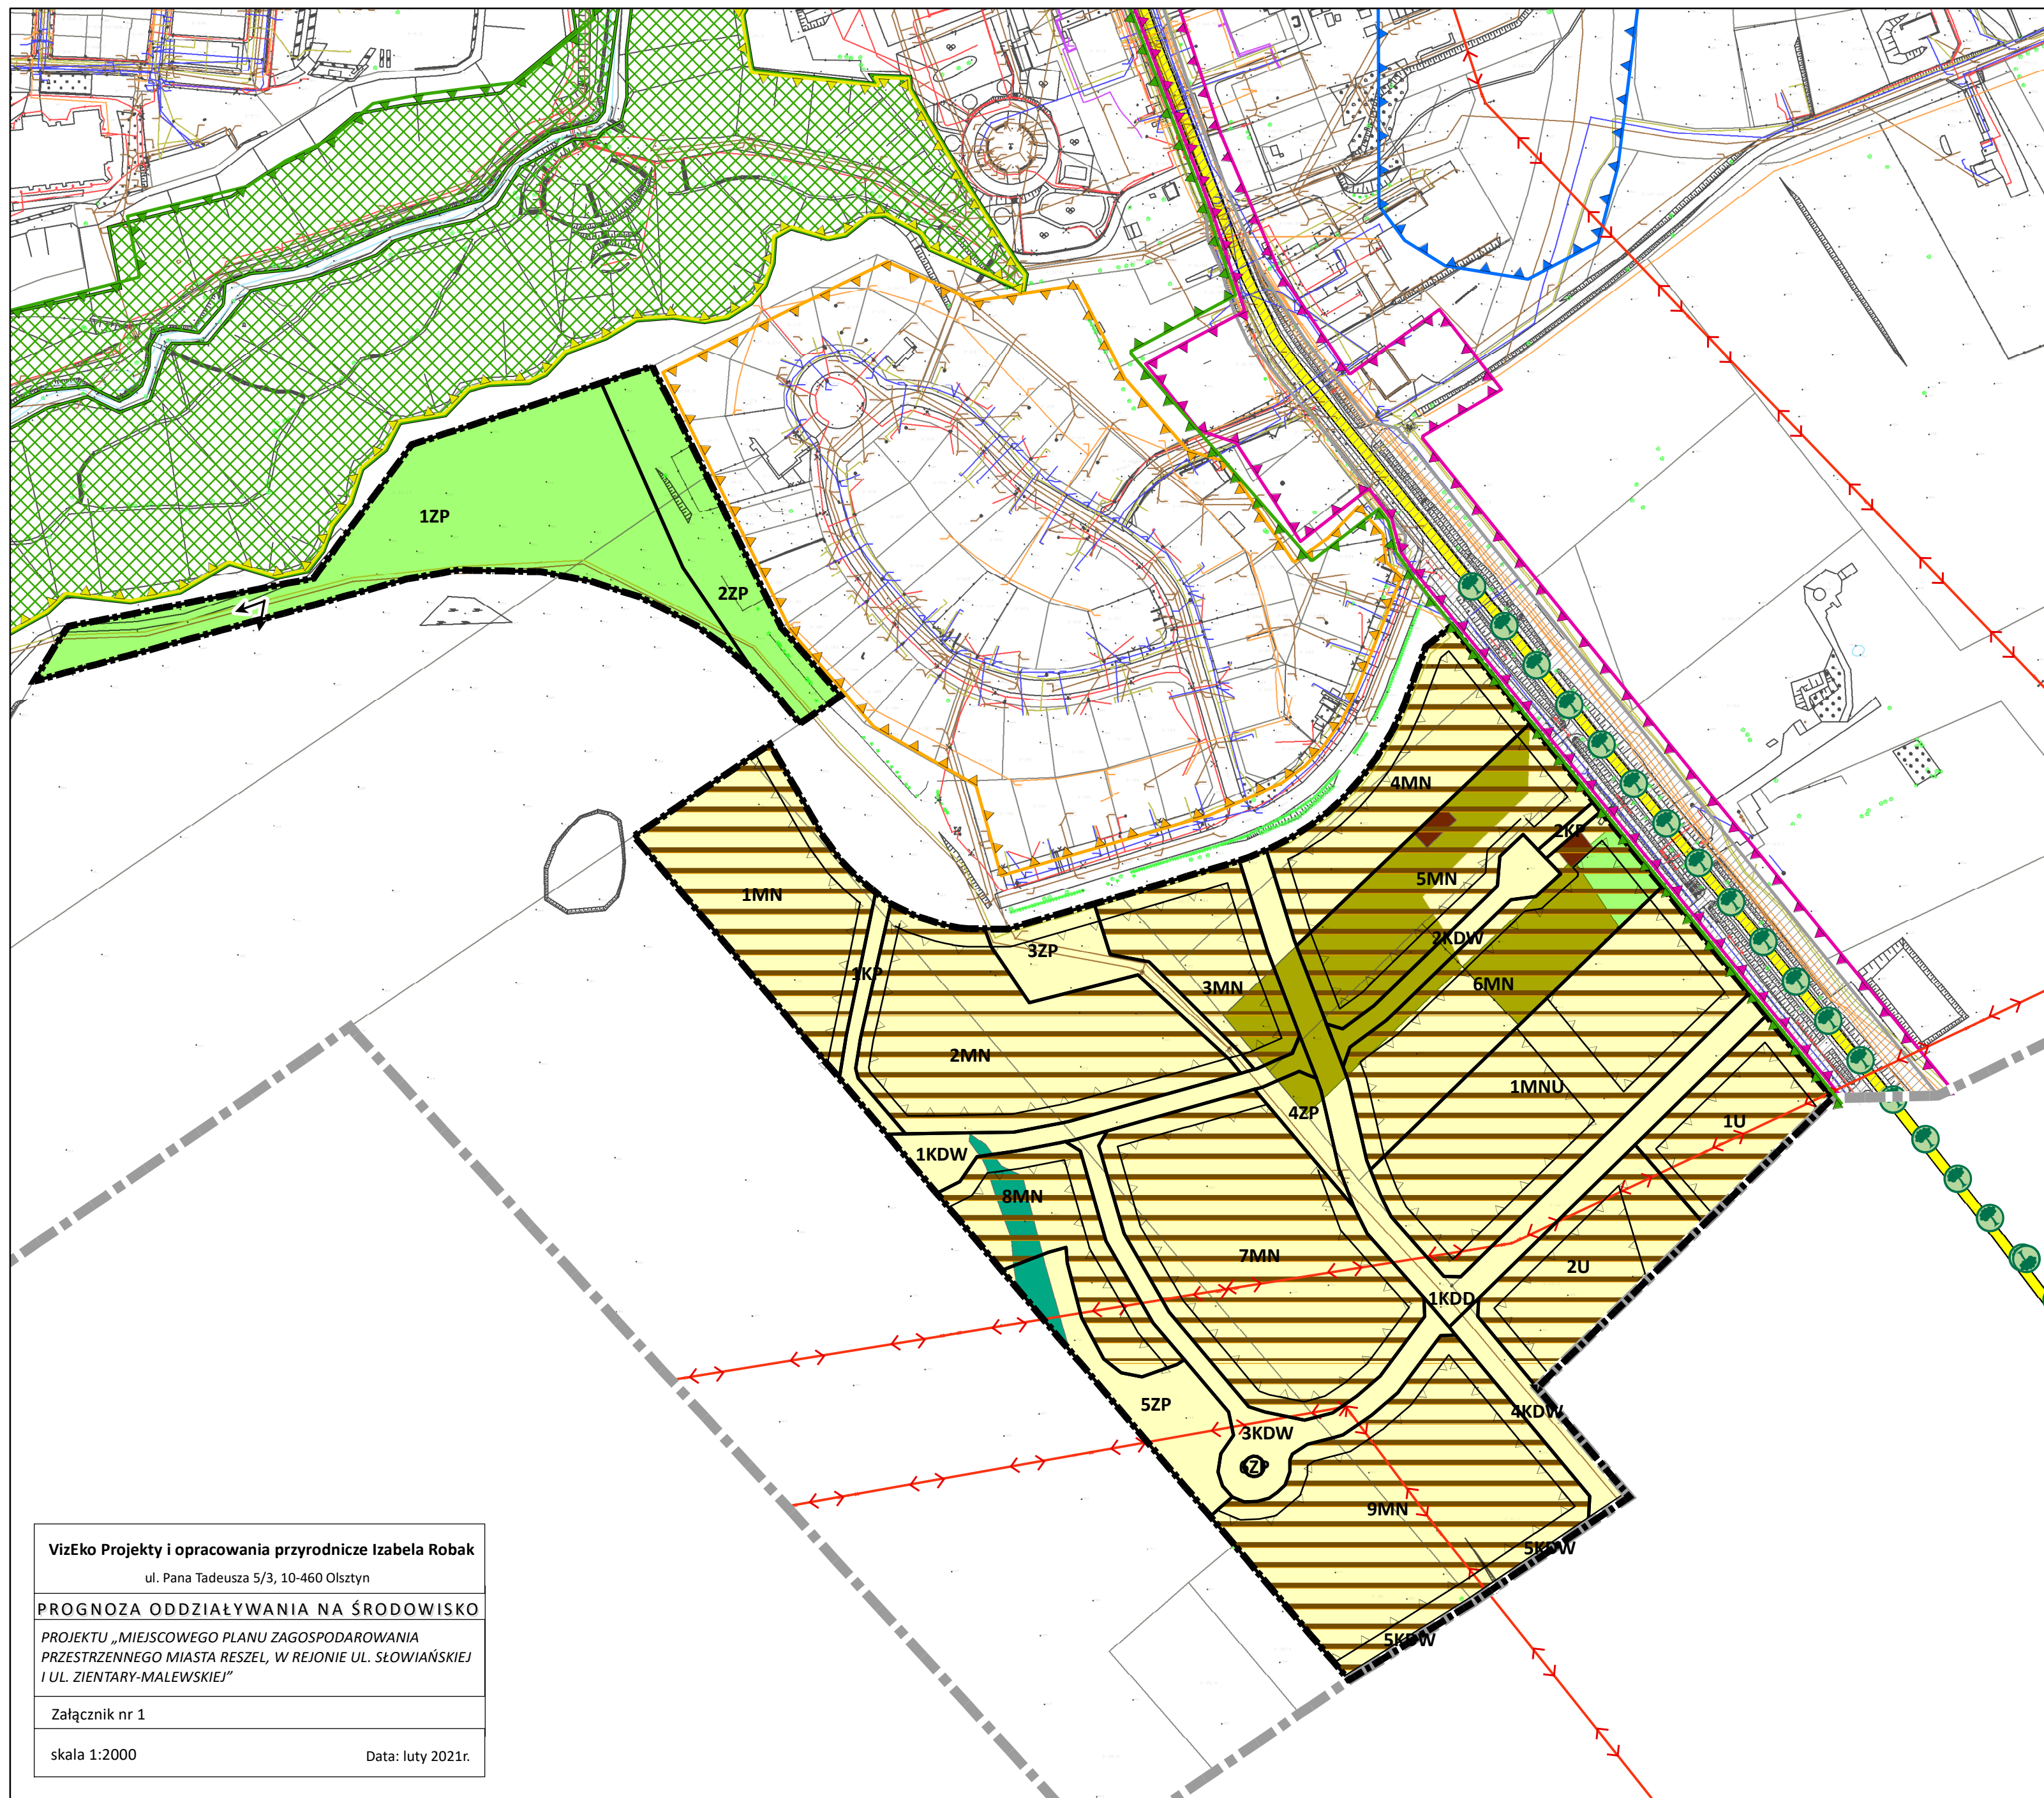 1ZP
2ZP
4MN
2KP
5MN
1MN
2KDW
3ZP
1KP
3MN
6MN
2MN
1MNU
4ZP
1U
1KDW
8MN
7MN
2U
1KDD
5ZP
4KDW
3KDW
6ZP
9MN
5KDW
5KDW
VizEko Projekty i opracowania przyrodnicze Izabela Robak
ul. Pana Tadeusza 5/3, 10-460 Olsztyn
PROGNOZA ODDZIAŁYWANIA NA ŚRODOWISKO
PROJEKTU „MIEJSCOWEGO PLANU ZAGOSPODAROWANIA
PRZESTRZENNEGO MIASTA RESZEL, W REJONIE UL. SŁOWIAŃSKIEJ
I UL. ZIENTARY-MALEWSKIEJ”
Załącznik nr 1
skala 1:2000 Data: luty 2021r.